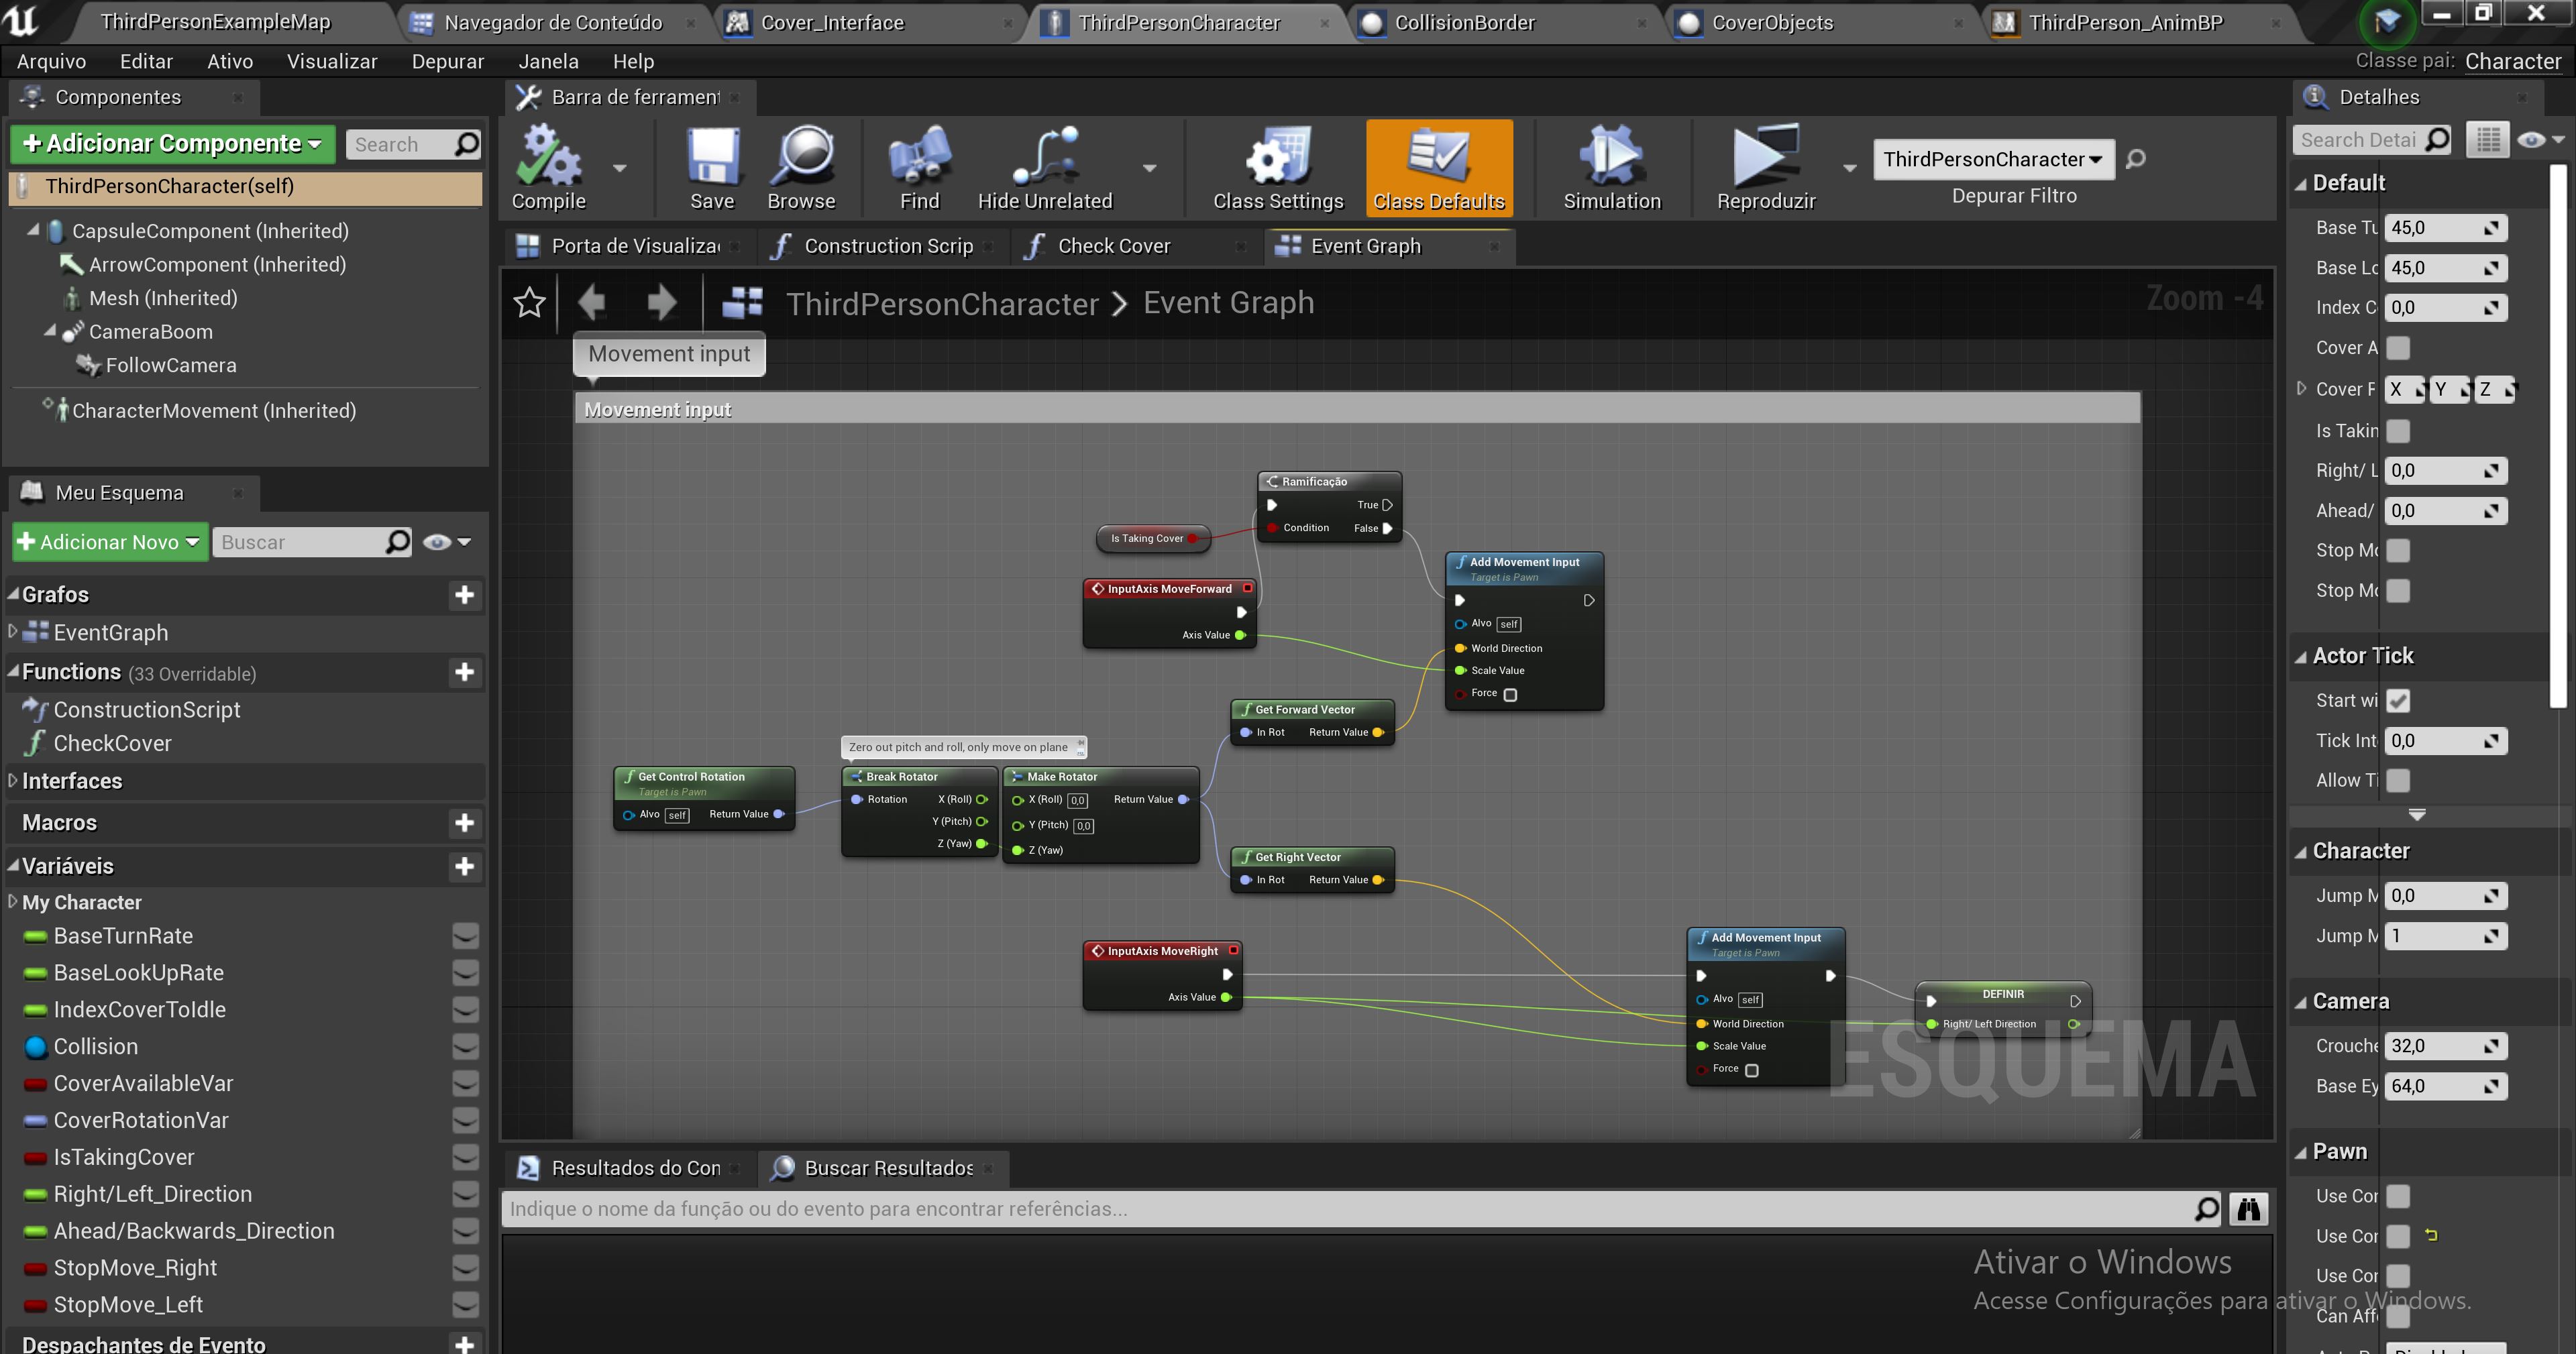 ThirdPersonExampleMap
Navegador de Conteúdo
Cover_Interface
ThirdPersonCharacter
CollisionBorder
CoverObjects
ThirdPerson_AnimBP
Arquivo Editar Ativo Visualizar Depurar Janela Help
Classe pai: Character
Componentes
Adicionar Componente
Search
ThirdPersonCharacter(self)
CapsuleComponent (Inherited)
ArrowComponent (Inherited)
Mesh (Inherited)
CameraBoom
FollowCamera
CharacterMovement (Inherited)
Meu Esquema
Adicionar Novo
Buscar
Grafos
EventGraph
Functions (33 Overridable)
ConstructionScript
CheckCover
Interfaces
Macros
Variáveis
My Character
BaseTurnRate
BaseLookUpRate
IndexCoverToIdle
Collision
CoverAvailableVar
CoverRotationVar
IsTakingCover
Right/Left_Direction
Ahead/Backwards_Direction
StopMove_Right
StopMove_Left
Despachantes de Evento
Barra de ferrament
Compile
Save
Browse
Find
Hide Unrelated
Class Settings
Class Defaults
Simulation
Reproduzir
ThirdPersonCharacter
Depurar Filtro
Porta de Visualiza
Construction Scrip
Check Cover
Event Graph
ThirdPersonCharacter > Event Graph
Zoom -4
Movement input
Movement input
Ramificação
True
Condition False
Is Taking Cover
InputAxis MoveForward
Axis Value
Add Movement Input
Target is Pawn
Alvo self
World Direction
Scale Value
Force
Get Forward Vector
In Rot Return Value
Zero out pitch and roll, only move on plane
Get Control Rotation
Target is Pawn
Alvo self Return Value
Break Rotator
Rotation X (Roll)
Y (Pitch)
Z (Yaw)
Make Rotator
X (Roll) 0,0 Return Value
Y (Pitch) 0,0
Z (Yaw)
Get Right Vector
In Rot Return Value
InputAxis MoveRight
Axis Value
Add Movement Input
Target is Pawn
Alvo self
World Direction
Scale Value
Force
DEFINIR
Right/ Left Direction
ESQUEMA
Resultados do Con
Buscar Resultados
Indique o nome da função ou do evento para encontrar referências...
Ativar o Windows
Acesse Configurações para ativar o Windows.
Detalhes
Search Detai
Default
Base Tu 45,0
Base Lo 45,0
Index C 0,0
Cover A
Cover R X Y Z
Is Takin
Right/ L 0,0
Ahead/ 0,0
Stop Mo
Stop Mo
Actor Tick
Start wi
Tick Int 0,0
Allow Ti
Character
Jump M 0,0
Jump M 1
Camera
Crouche 32,0
Base Ey 64,0
Pawn
Use Cor
Use Cor
Use Cor
Can Affe